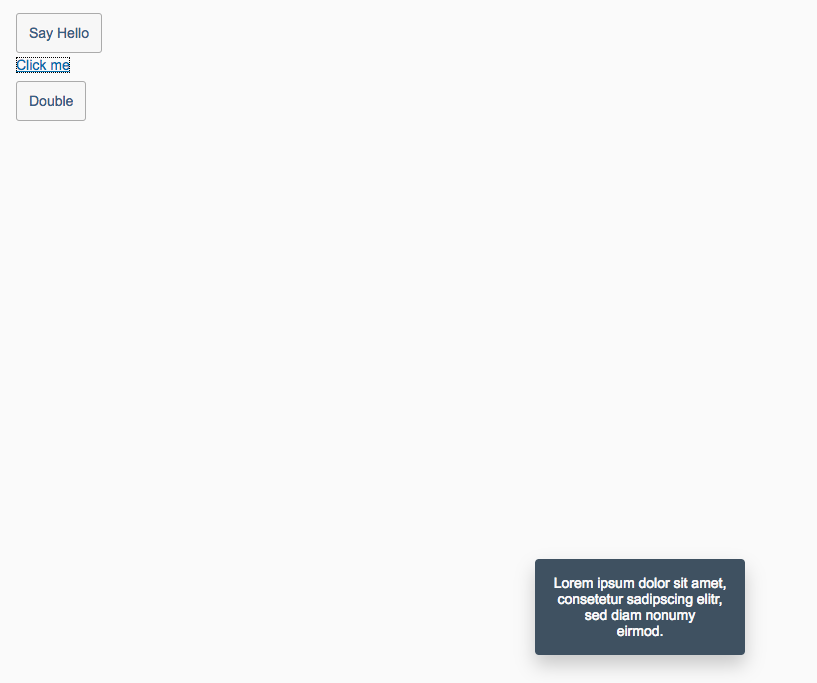 Say Hello
Click me
Double
Lorem ipsum dolor sit amet,
consetetur sadipscing elitr,
sed diam nonumy
eirmod.